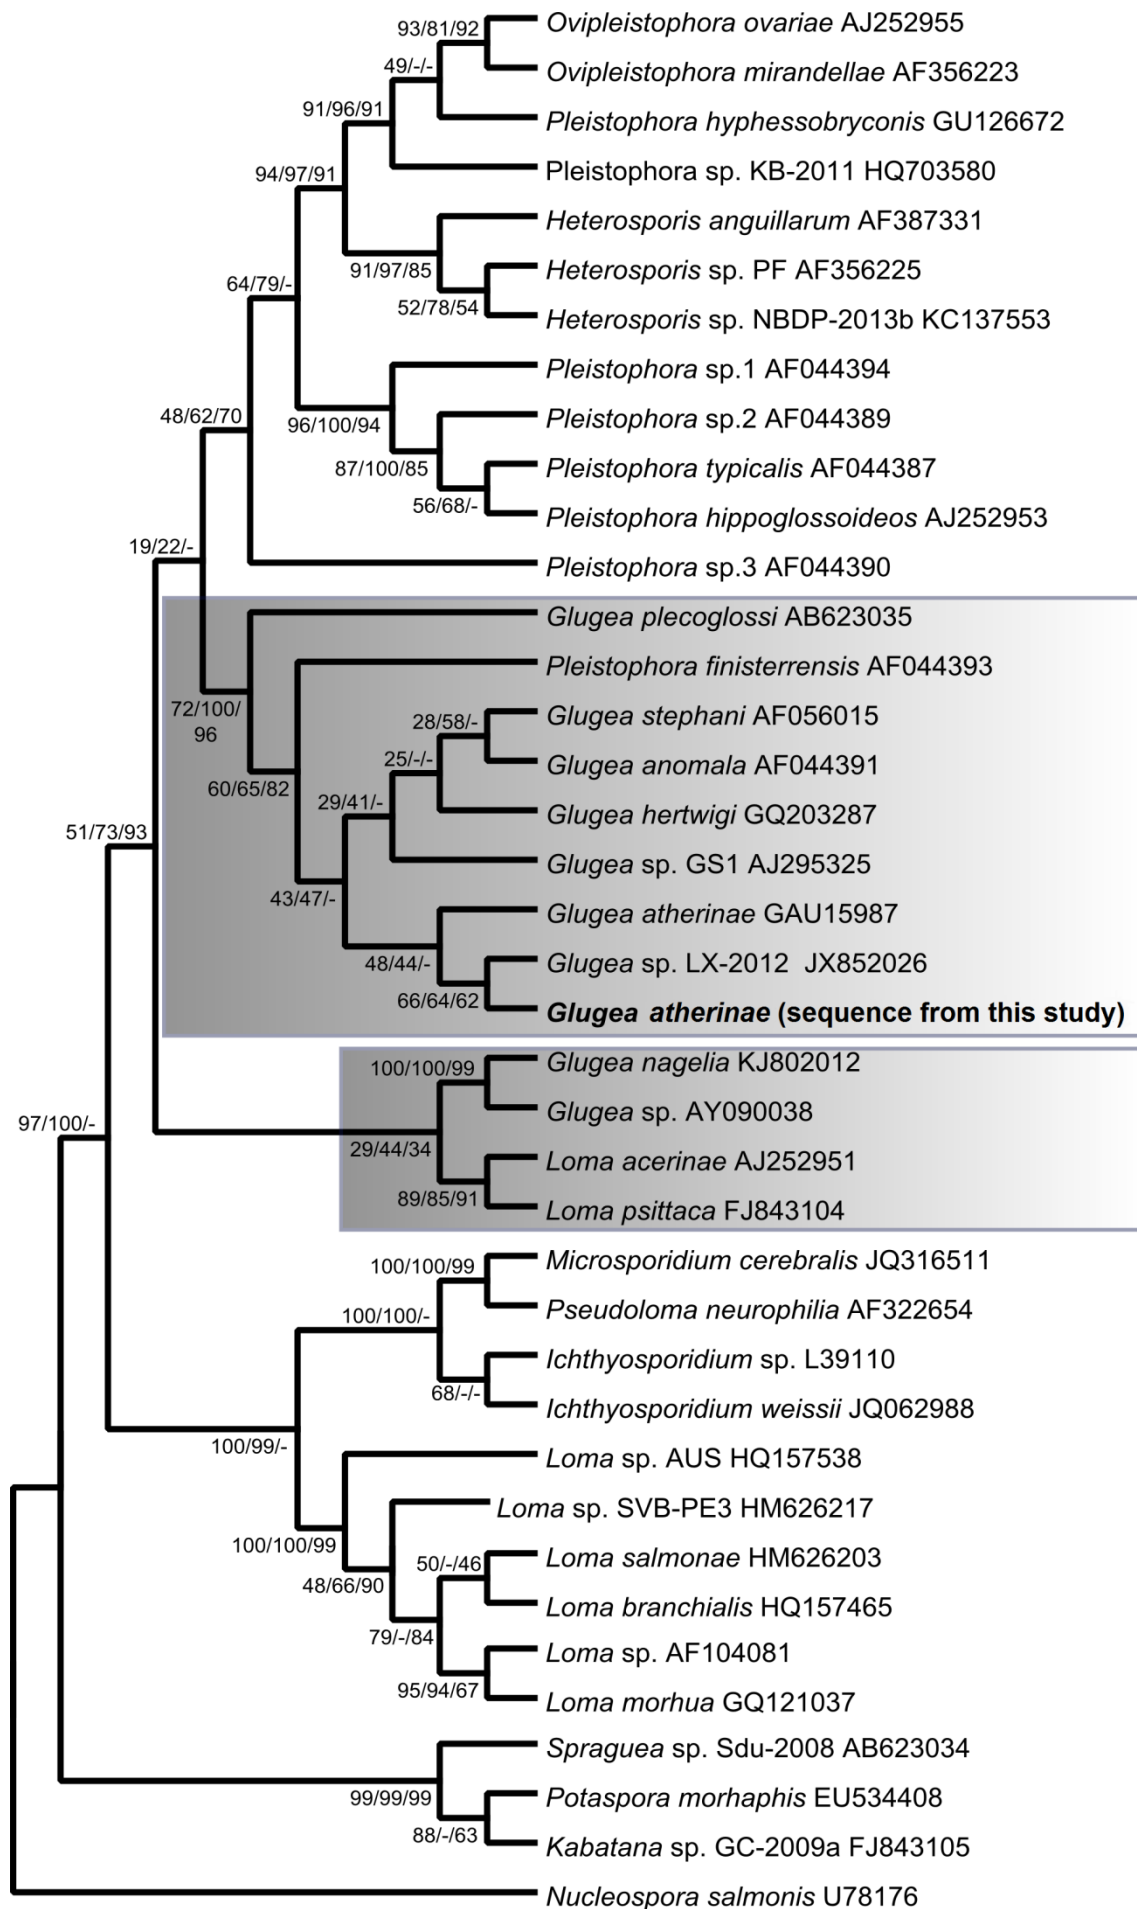 93/81/92
Ovipleistophora ovariae AJ252955
49/-/-
Ovipleistophora mirandellae AF356223
91/96/91
Pleistophora hyphessobryconis GU126672
94/97/91
Pleistophora sp. KB-2011 HQ703580
Heterosporis anguillarum AF387331
91/97/85
Heterosporis sp. PF AF356225
64/79/-
52/78/54
Heterosporis sp. NBDP-2013b KC137553
Pleistophora sp.1 AF044394
48/62/70
96/100/94
Pleistophora sp.2 AF044389
87/100/85
Pleistophora typicalis AF044387
56/68/-
Pleistophora hippoglossoideos AJ252953
19/22/-
Pleistophora sp.3 AF044390
Glugea plecoglossi AB623035
Pleistophora finisterrensis AF044393
72/100/
96
28/58/-
Glugea stephani AF056015
25/-/-
Glugea anomala AF044391
60/65/82
29/41/-
Glugea hertwigi GQ203287
51/73/93
Glugea sp. GS1 AJ295325
43/47/-
Glugea atherinae GAU15987
48/44/-
Glugea sp. LX-2012 JX852026
66/64/62
Glugea atherinae (sequence from this study)
100/100/99
Glugea nagelia KJ802012
97/100/-
Glugea sp. AY090038
29/44/34
Loma acerinae AJ252951
89/85/91
Loma psittaca FJ843104
100/100/99
Microsporidium cerebralis JQ316511
100/100/-
Pseudoloma neurophilia AF322654
Ichthyosporidium sp. L39110
68/-/-
Ichthyosporidium weissii JQ062988
100/99/-
Loma sp. AUS HQ157538
Loma sp. SVB-PE3 HM626217
100/100/99
50/-/46
Loma salmonae HM626203
48/66/90
Loma branchialis HQ157465
79/-/84
Loma sp. AF104081
95/94/67
Loma morhua GQ121037
Spraguea sp. Sdu-2008 AB623034
99/99/99
Potaspora morhaphis EU534408
88/-/63
Kabatana sp. GC-2009a FJ843105
Nucleospora salmonis U78176